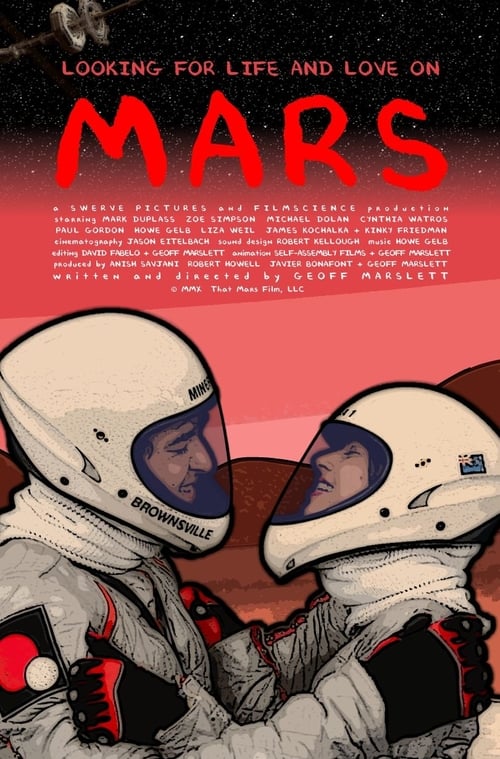 LOOKING FOR LIFE AND LOVE ON
MARS
a SWERVE PICTURES and FILMSCIENCE production
starring MARK DUPLASS ZOE SIMPSON MICHAEL DOLAN CYNTHIA WATROS
PAUL GORDON HOWE GELB LIZA WEIL JAMES KOCHALKA + KINKY FRIEDMAN
cinematography JASON EITELBACH sound design ROBERT KELLOUGH music HOWE GELB
editing DAVID FABELO + GEOFF MARSLETT animation SELF-ASSEMBLY FILMS + GEOFF MARSLETT
produced by ANISH SAVJANI ROBERT HOWELL JAVIER BONAFONT + GEOFF MARSLETT
written and directed by GEOFF MARSLETT
© MMX That Mars Film, LLC
BROWNSVILLE